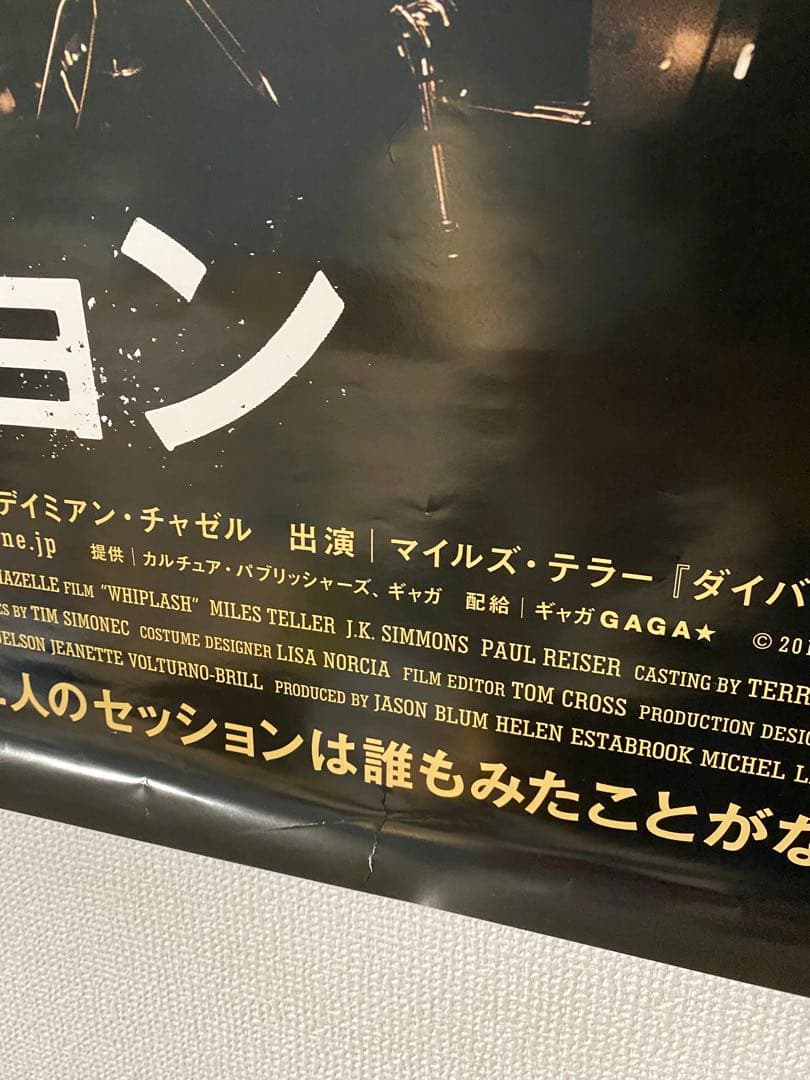 ョン
デイミアン・チャゼル 出演｜マイルズ・テラー『ダイバ
ne.jp 提供｜カルチュア・パブリッシャーズ、ギャガ 配給｜ギャガGAGA★ © 201
HAZELLE FILM "WHIPLASH" MILES TELLER J.K. SIMMONS PAUL REISER CASTING BY TERR
ES BY TIM SIMONEC COSTUME DESIGNER LISA NORCIA FILM EDITOR TOM CROSS PRODUCTION DESIG
NELSON JEANETTE VOLTURNO-BRILL PRODUCED BY JASON BLUM HELEN ESTABROOK MICHEL L
人のセッションは誰もみたことがな